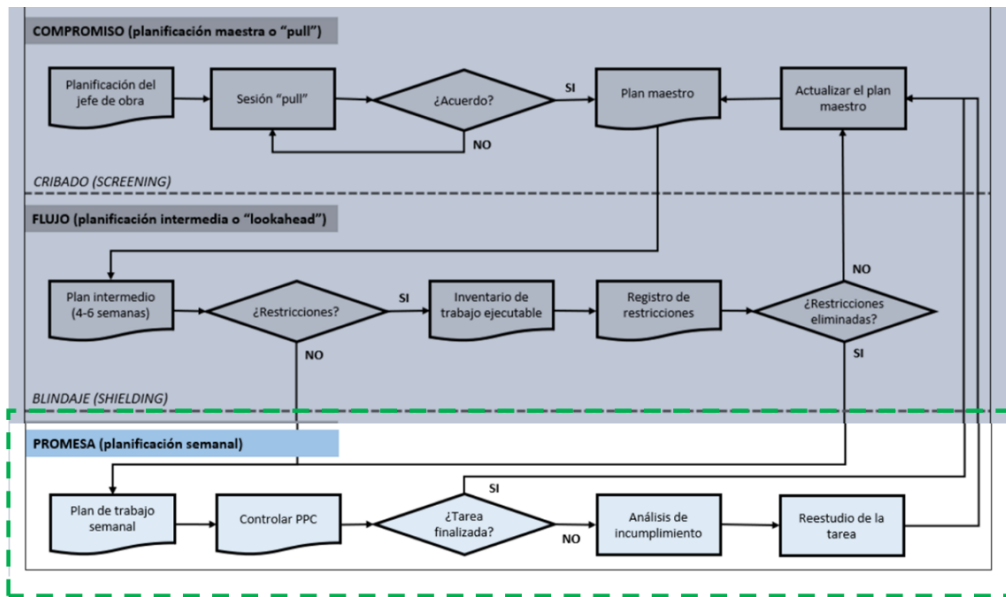 COMPROMISO (planificación maestra o “pull”)
Planificación del
jefe de obra
Sesión “pull”
¿Acuerdo?
SI
NO
Plan maestro
Actualizar el plan
maestro
CRIBADO (SCREENING)
FLUJO (planificación intermedia o “lookahead”)
Plan intermedio
(4-6 semanas)
¿Restricciones?
SI
NO
Inventario de
trabajo ejecutable
Registro de
restricciones
¿Restricciones
eliminadas?
NO
SI
BLINDAJE (SHIELDING)
PROMESA (planificación semanal)
Plan de trabajo
semanal
Controlar PPC
¿Tarea
finalizada?
SI
NO
Análisis de
incumplimiento
Reestudio de la
tarea